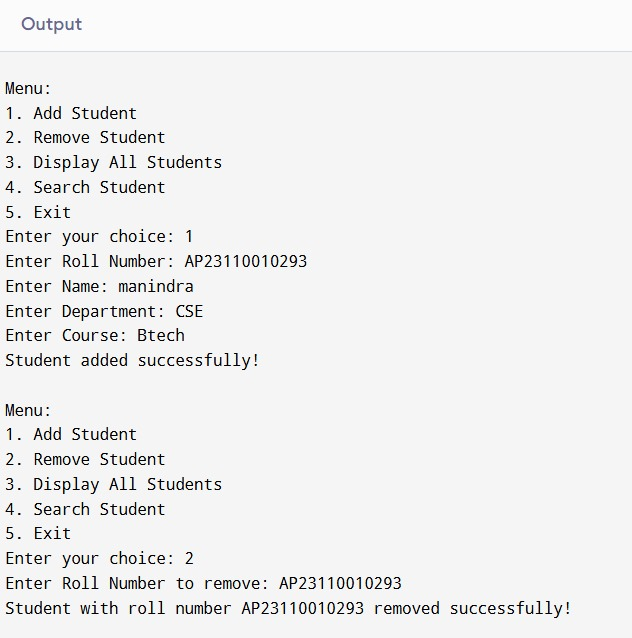 Output
Menu:
1. Add Student
2. Remove Student
3. Display All Students
4. Search Student
5. Exit
Enter your choice: 1
Enter Roll Number: AP23110010293
Enter Name: manindra
Enter Department: CSE
Enter Course: Btech
Student added successfully!
Menu:
1. Add Student
2. Remove Student
3. Display All Students
4. Search Student
5. Exit
Enter your choice: 2
Enter Roll Number to remove: AP23110010293
Student with roll number AP23110010293 removed successfully!